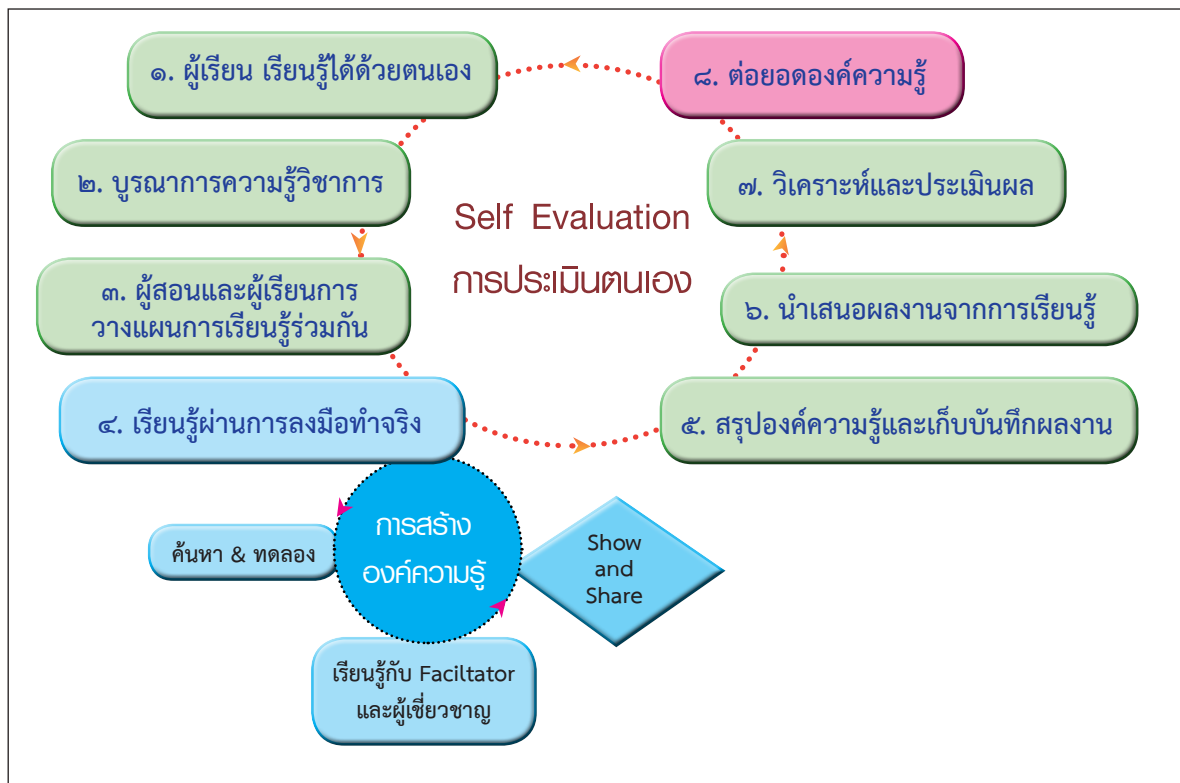 ๑. ผู้เรียน เรียนรู้ได้ด้วยตนเอง
๒. บูรณาการความรู้วิชาการ
๓. ผู้สอนและผู้เรียนการ
วางแผนการเรียนรู้ร่วมกัน
๔. เรียนรู้ผ่านการลงมือทำจริง
๕. สรุปองค์ความรู้และเก็บบันทึกผลงาน
๖. นำเสนอผลงานจากการเรียนรู้
๗. วิเคราะห์และประเมินผล
๘. ต่อยอดองค์ความรู้
Self Evaluation
การประเมินตนเอง
การสร้าง
องค์ความรู้
ค้นหา & ทดลอง
เรียนรู้กับ Faciltator
และผู้เชี่ยวชาญ
Show
and
Share